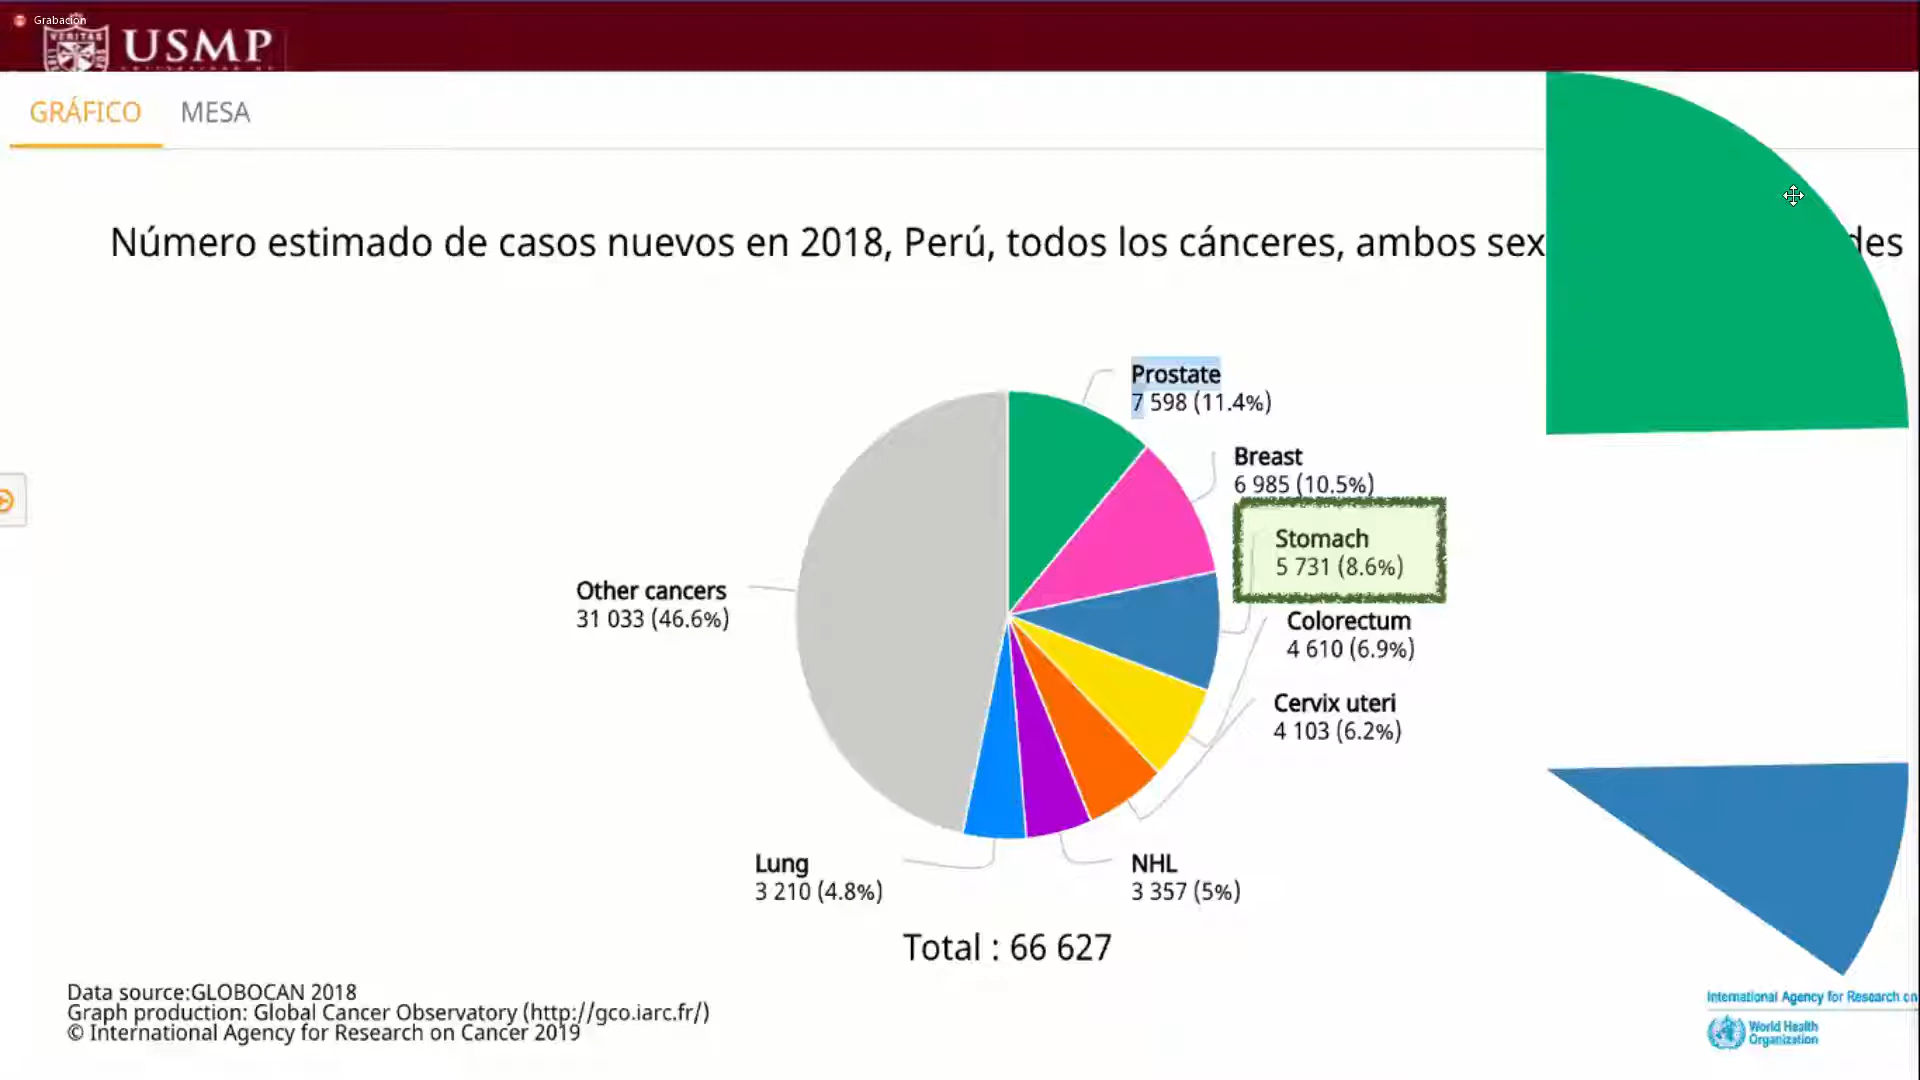 Grabación
USMP
GRÁFICO MESA
Número estimado de casos nuevos en 2018, Perú, todos los cánceres, ambos sex des
Prostate
7 598 (11.4%)
Breast
6 985 (10.5%)
Stomach
5 731 (8.6%)
Other cancers
31 033 (46.6%)
Colorectum
4 610 (6.9%)
Cervix uteri
4 103 (6.2%)
Lung
3 210 (4.8%)
NHL
3 357 (5%)
Total : 66 627
Data source:GLOBOCAN 2018
Graph production: Global Cancer Observatory (http://gco.iarc.fr/)
© International Agency for Research on Cancer 2019
International Agency for Research on
World Health
Organization